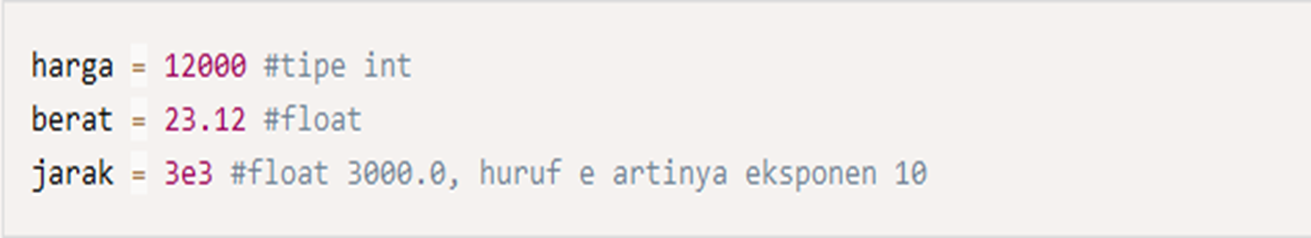 harga = 12000 #tipe int
berat = 23.12 #float
jarak = 3e3 #float 3000.0, huruf e artinya eksponen 10